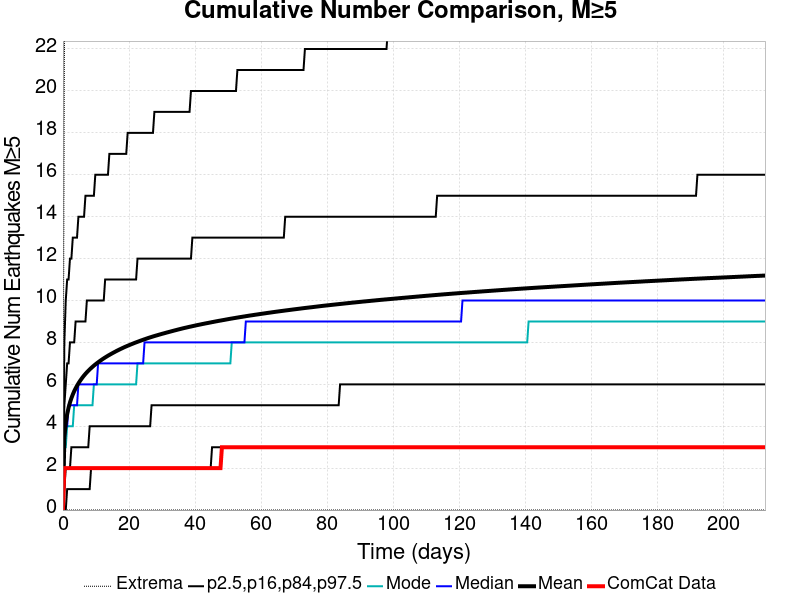 Cumulative Number Comparison, M≥5
Cumulative Num Earthquakes M≥5
22
20
18
16
14
12
10
8
6
4
2
0
0 20 40 60 80 100 120 140 160 180 200
Time (days)
Extrema p2.5,p16,p84,p97.5 Mode Median Mean ComCat Data